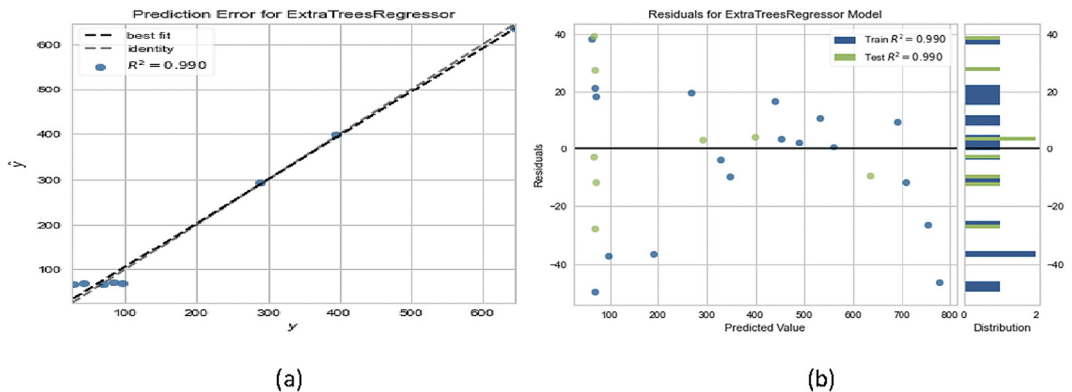 Prediction Error for ExtraTreesRegressor
best fit
identity
R² = 0.990
600
500
400
300
200
100
ŷ
100 200 300 400 500 600
y
(a)
Residuals for ExtraTreesRegressor Model
Train R² = 0.990
Test R² = 0.990
40
20
0
−20
−40
Residuals
100 200 300 400 500 600 700 800
Predicted Value
40
20
0
−20
−40
0 2
Distribution
(b)